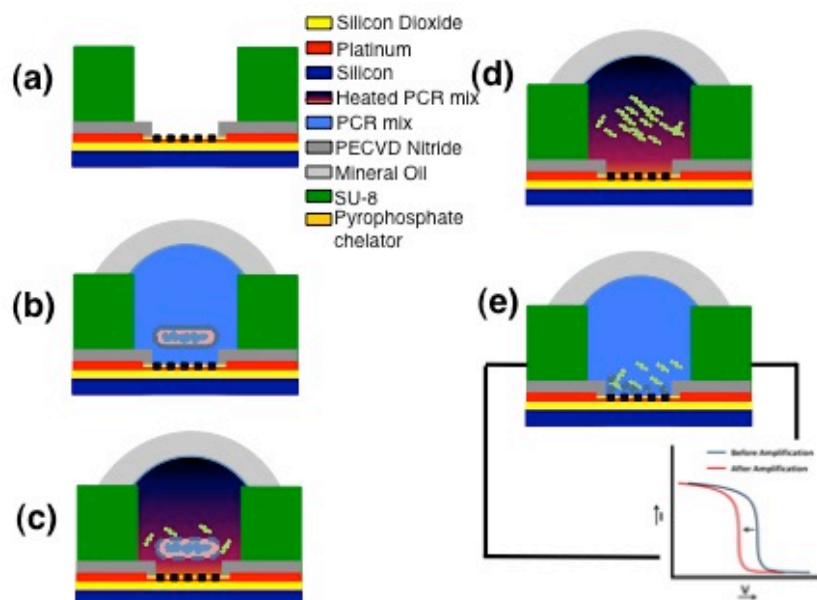 (a)
Silicon Dioxide
Platinum
Silicon
Heated PCR mix
PCR mix
PECVD Nitride
Mineral Oil
SU-8
Pyrophosphate
chelator
(b)
(c)
(d)
(e)
Before Amplification
After Amplification
I
V